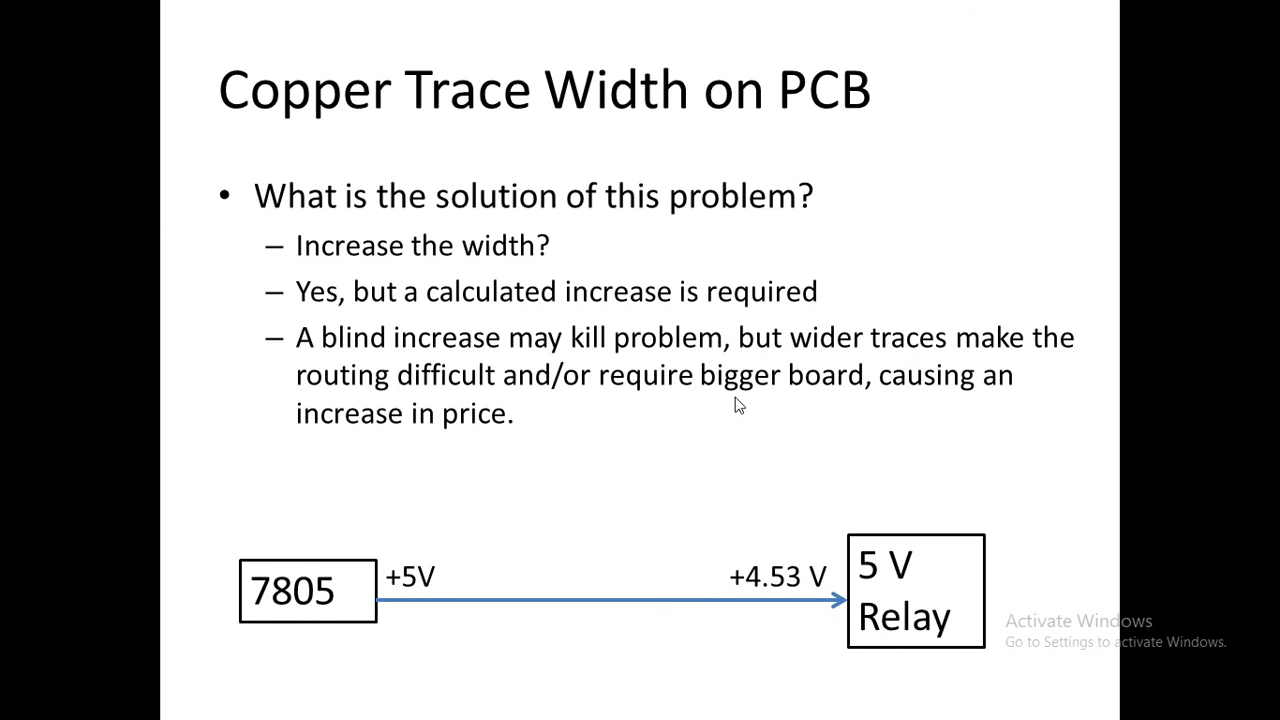 Copper Trace Width on PCB
• What is the solution of this problem?
– Increase the width?
– Yes, but a calculated increase is required
– A blind increase may kill problem, but wider traces make the
routing difficult and/or require bigger board, causing an
increase in price.
7805
+5V
+4.53 V
5 V
Relay
Activate Windows
Go to Settings to activate Windows.